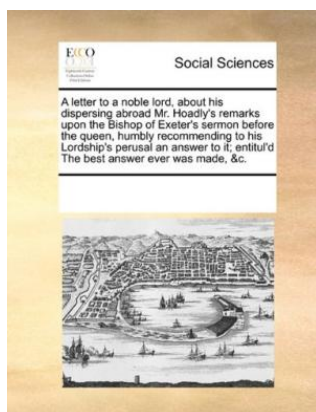 ECCO
Social Sciences
A letter to a noble lord, about his
dispersing abroad Mr. Hoadly's remarks
upon the Bishop of Exeter's sermon before
the queen, humbly recommending to his
Lordship's perusal an answer to it; entitul'd
The best answer ever was made, &c.